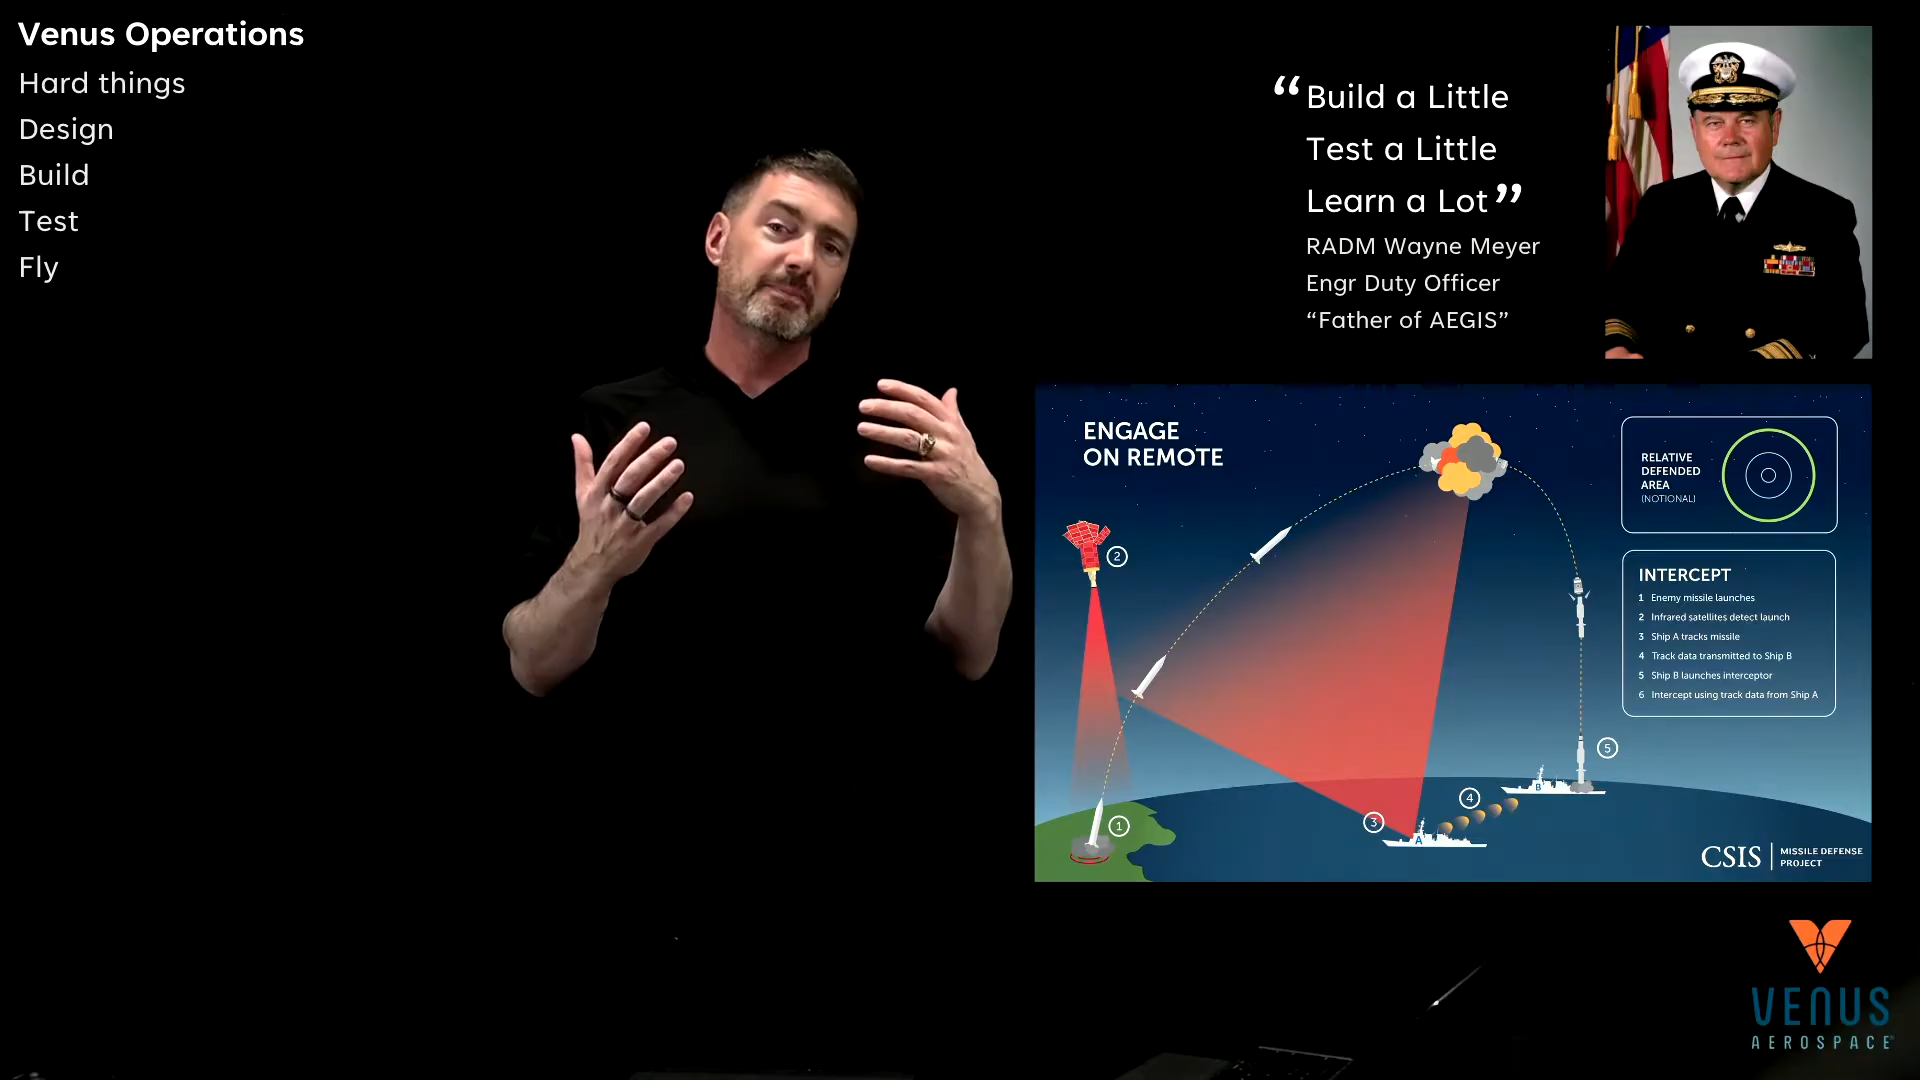 Venus Operations
Hard things
Design
Build
Test
Fly
“Build a Little
Test a Little
Learn a Lot”
RADM Wayne Meyer
Engr Duty Officer
“Father of AEGIS”
ENGAGE
ON REMOTE
RELATIVE
DEFENDED
AREA
(NOTIONAL)
2
INTERCEPT
1 Enemy missile launches
2 Infrared satellites detect launch
3 Ship A tracks missile
4 Track data transmitted to Ship B
5 Ship B launches interceptor
6 Intercept using track data from Ship A
5
B
4
3
A
1
CSIS
MISSILE DEFENSE
PROJECT
VENUS
AEROSPACE